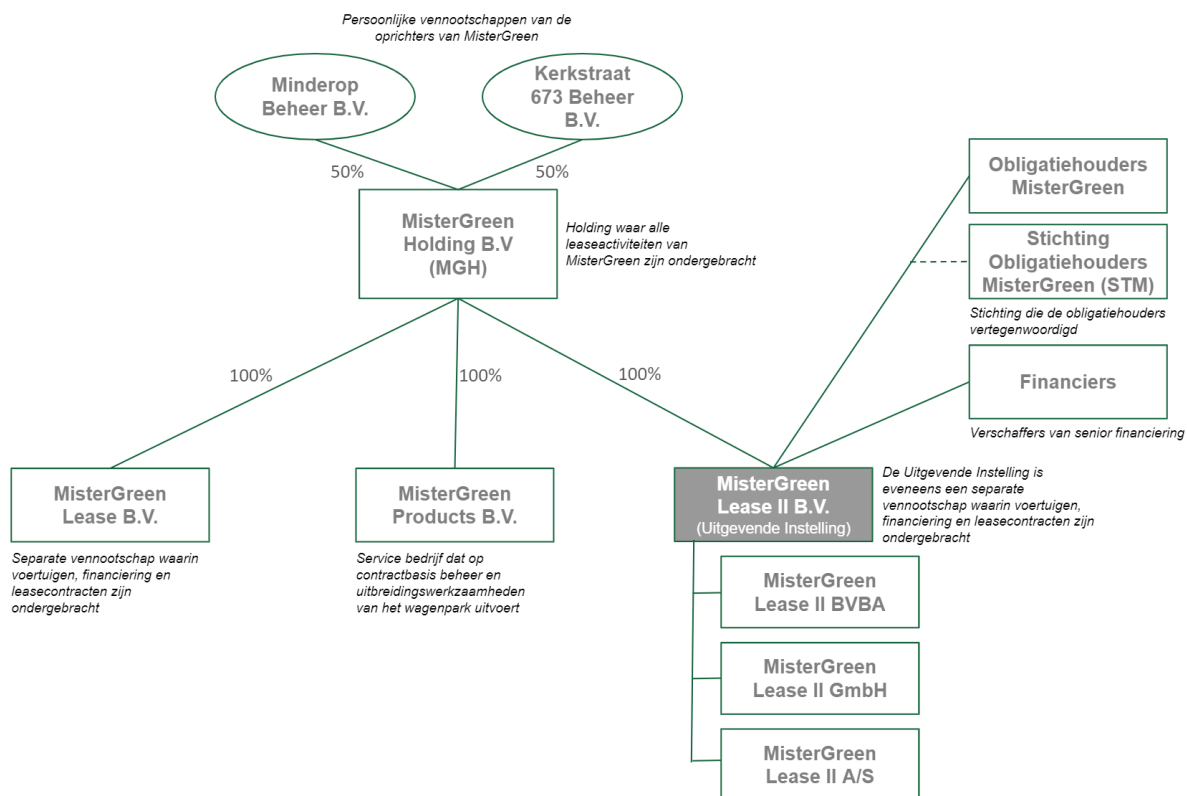 Persoonlijke vennootschappen van de
oprichters van MisterGreen
Minderop
Beheer B.V.
Kerkstraat
673 Beheer
B.V.
50%
50%
MisterGreen
Holding B.V
(MGH)
Holding waar alle
leaseactiviteiten van
MisterGreen zijn ondergebracht
Obligatiehouders
MisterGreen
Stichting
Obligatiehouders
MisterGreen (STM)
Stichting die de obligatiehouders
vertegenwoordigd
Financiers
Verschaffers van senior financiering
100%
100%
100%
MisterGreen
Lease B.V.
Separate vennootschap waarin
voertuigen, financiering en
leasecontracten zijn
ondergebracht
MisterGreen
Products B.V.
Service bedrijf dat op
contractbasis beheer en
uitbreidingswerkzaamheden
van het wagenpark uitvoert
MisterGreen
Lease II B.V.
(Uitgevende Instelling)
De Uitgevende Instelling is
eveneens een separate
vennootschap waarin voertuigen,
financiering en leasecontracten zijn
ondergebracht
MisterGreen
Lease II BVBA
MisterGreen
Lease II GmbH
MisterGreen
Lease II A/S